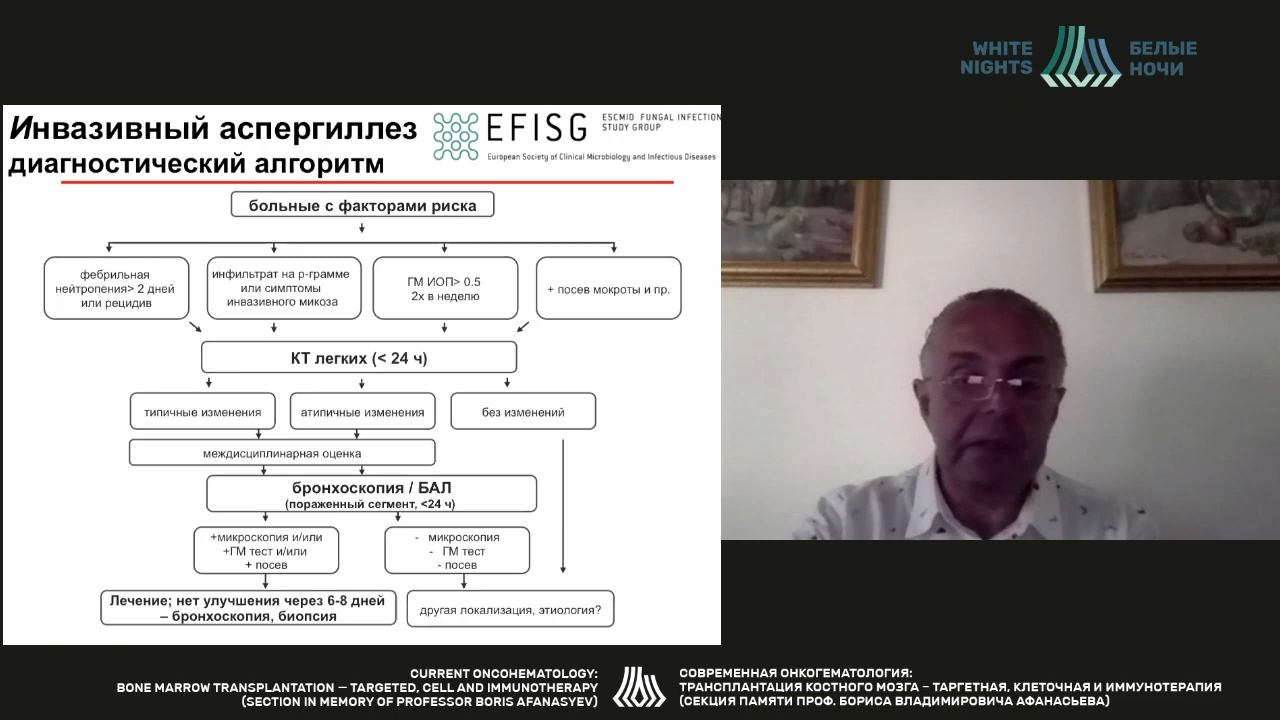 WHITE
NIGHTS
БЕЛЫЕ
НОЧИ
Инвазивный аспергиллез
диагностический алгоритм
EFISG
ESCMID FUNGAL INFECTION
STUDY GROUP
European Society of Clinical Microbiology and Infectious Diseases
больные с факторами риска
фебрильная
нейтропения> 2 дней
или рецидив
инфильтрат на р-грамме
или симптомы
инвазивного микоза
ГМ ИОП> 0.5
2х в неделю
+ посев мокроты и пр.
КТ легких (< 24 ч)
типичные изменения
атипичные изменения
без изменений
междисциплинарная оценка
бронхоскопия / БАЛ
(пораженный сегмент, <24 ч)
+микроскопия и/или
+ГМ тест и/или
+ посев
- микроскопия
- ГМ тест
- посев
Лечение; нет улучшения через 6-8 дней
– бронхоскопия, биопсия
другая локализация, этиология?
CURRENT ONCOHEMATOLOGY:
BONE MARROW TRANSPLANTATION – TARGETED, CELL AND IMMUNOTHERAPY
(SECTION IN MEMORY OF PROFESSOR BORIS AFANASYEV)
СОВРЕМЕННАЯ ОНКОГЕМАТОЛОГИЯ:
ТРАНСПЛАНТАЦИЯ КОСТНОГО МОЗГА – ТАРГЕТНАЯ, КЛЕТОЧНАЯ И ИММУНОТЕРАПИЯ
(СЕКЦИЯ ПАМЯТИ ПРОФ. БОРИСА ВЛАДИМИРОВИЧА АФАНАСЬЕВА)